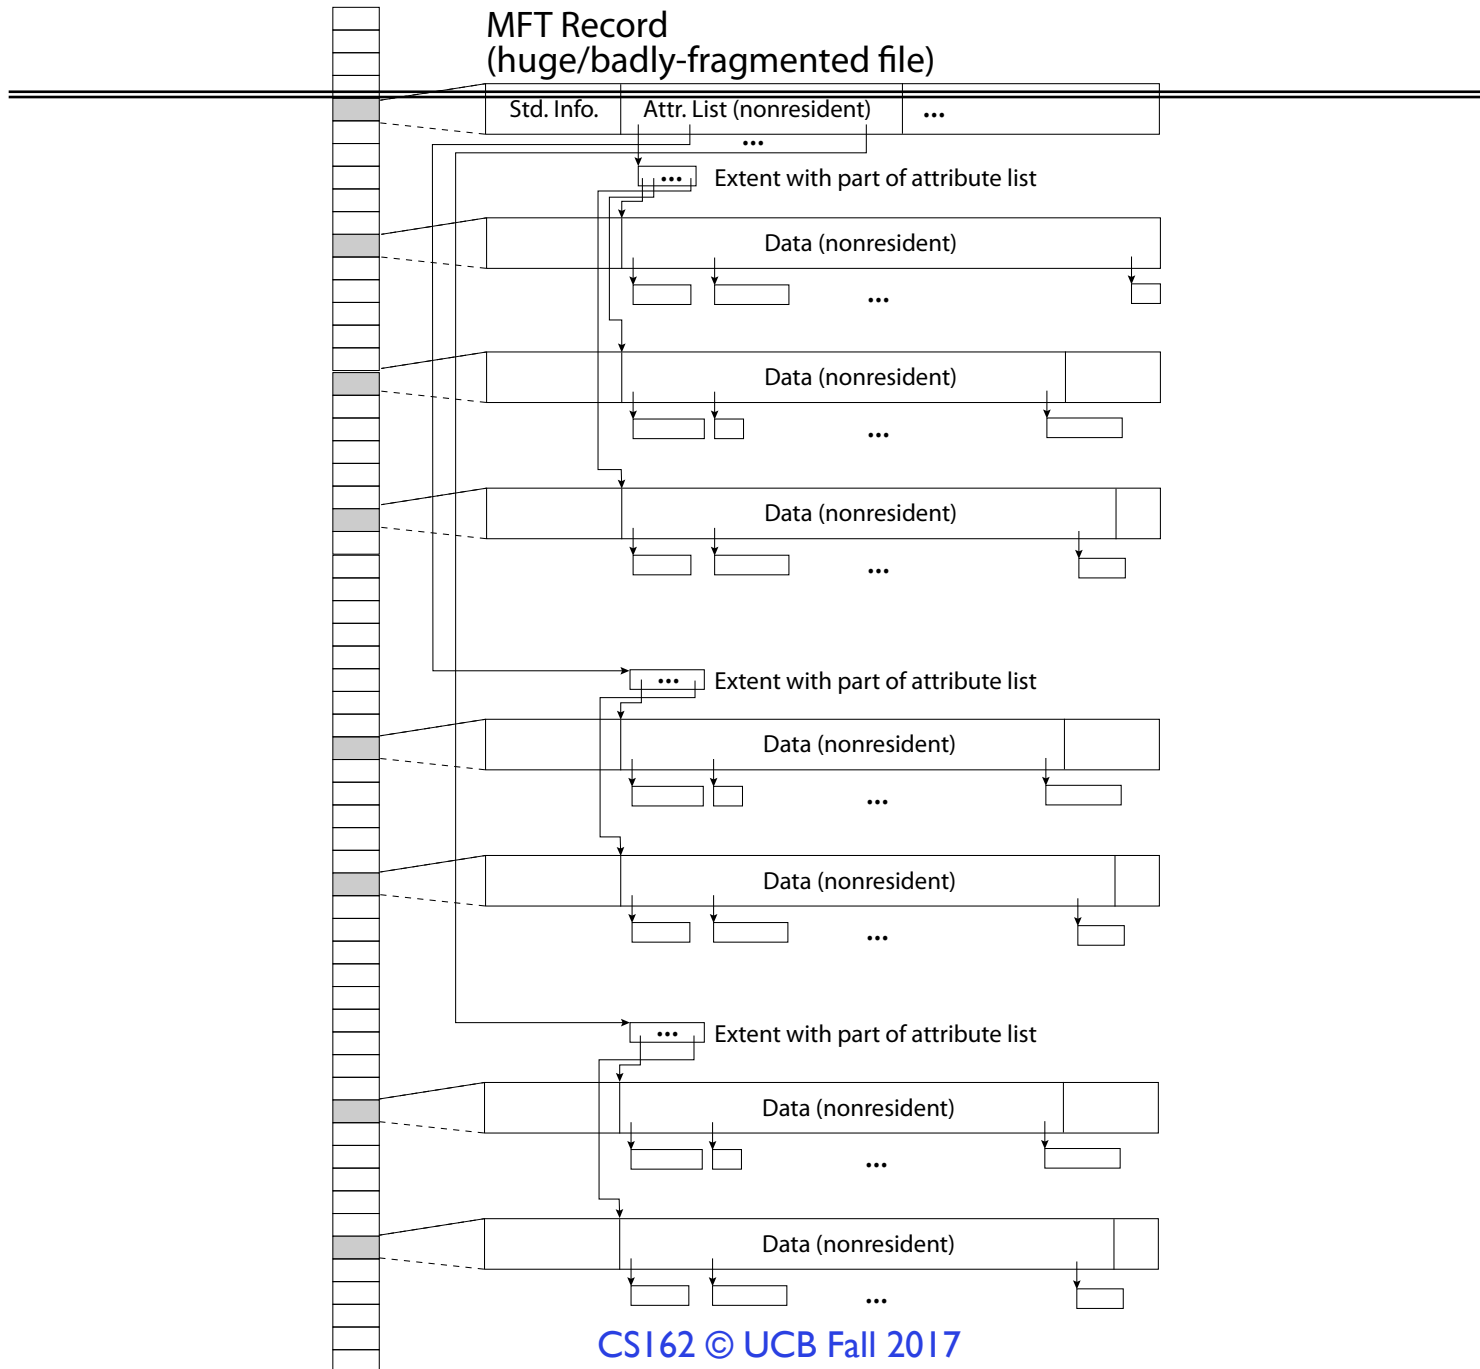 MFT Record
(huge/badly-fragmented file)
Std. Info. Attr. List (nonresident) ...
...
... Extent with part of attribute list
Data (nonresident)
...
Data (nonresident)
...
Data (nonresident)
...
... Extent with part of attribute list
Data (nonresident)
...
Data (nonresident)
...
... Extent with part of attribute list
Data (nonresident)
...
Data (nonresident)
...
CS162 © UCB Fall 2017